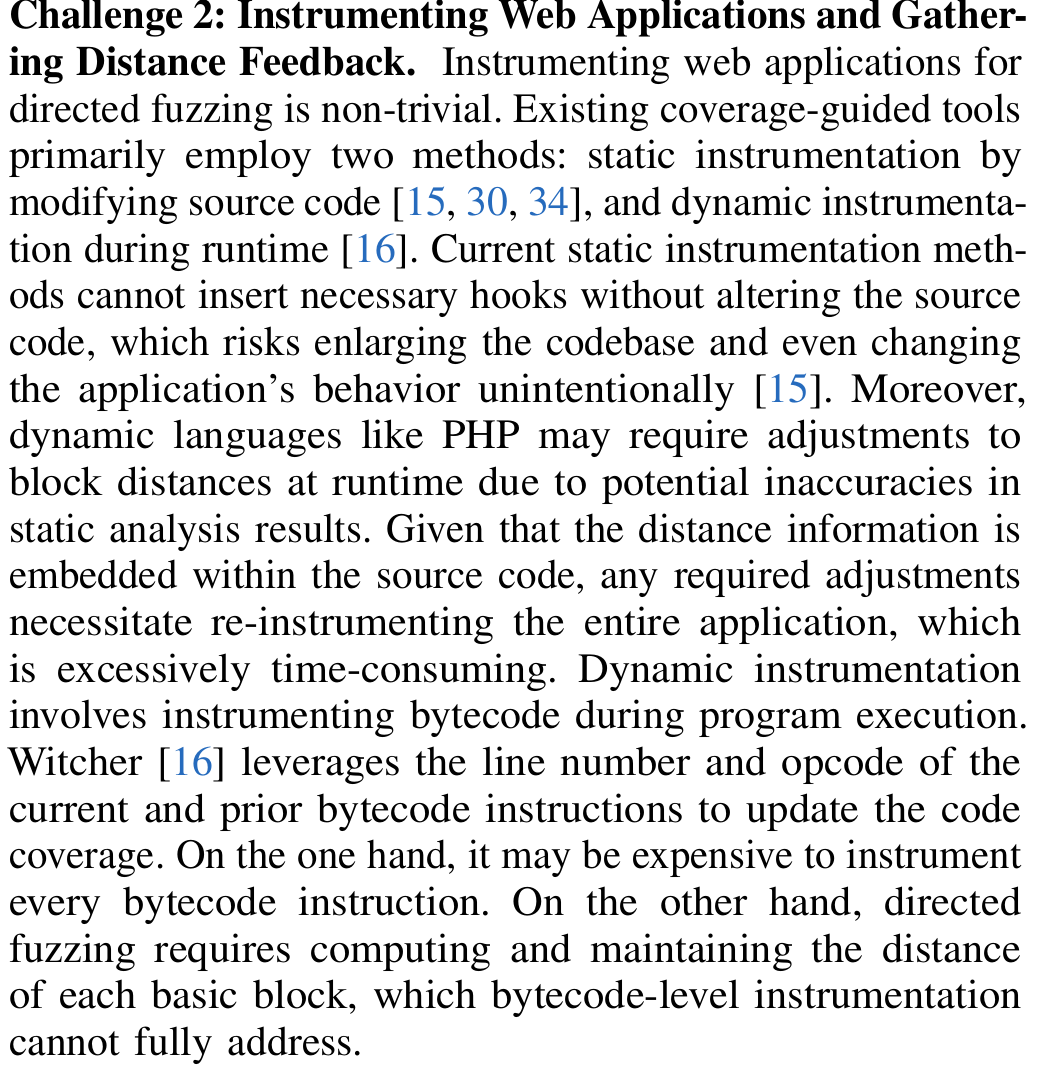 Challenge 2: Instrumenting Web Applications and Gather-
ing Distance Feedback. Instrumenting web applications for
directed fuzzing is non-trivial. Existing coverage-guided tools
primarily employ two methods: static instrumentation by
modifying source code [15, 30, 34], and dynamic instrumenta-
tion during runtime [16]. Current static instrumentation meth-
ods cannot insert necessary hooks without altering the source
code, which risks enlarging the codebase and even changing
the application’s behavior unintentionally [15]. Moreover,
dynamic languages like PHP may require adjustments to
block distances at runtime due to potential inaccuracies in
static analysis results. Given that the distance information is
embedded within the source code, any required adjustments
necessitate re-instrumenting the entire application, which
is excessively time-consuming. Dynamic instrumentation
involves instrumenting bytecode during program execution.
Witcher [16] leverages the line number and opcode of the
current and prior bytecode instructions to update the code
coverage. On the one hand, it may be expensive to instrument
every bytecode instruction. On the other hand, directed
fuzzing requires computing and maintaining the distance
of each basic block, which bytecode-level instrumentation
cannot fully address.